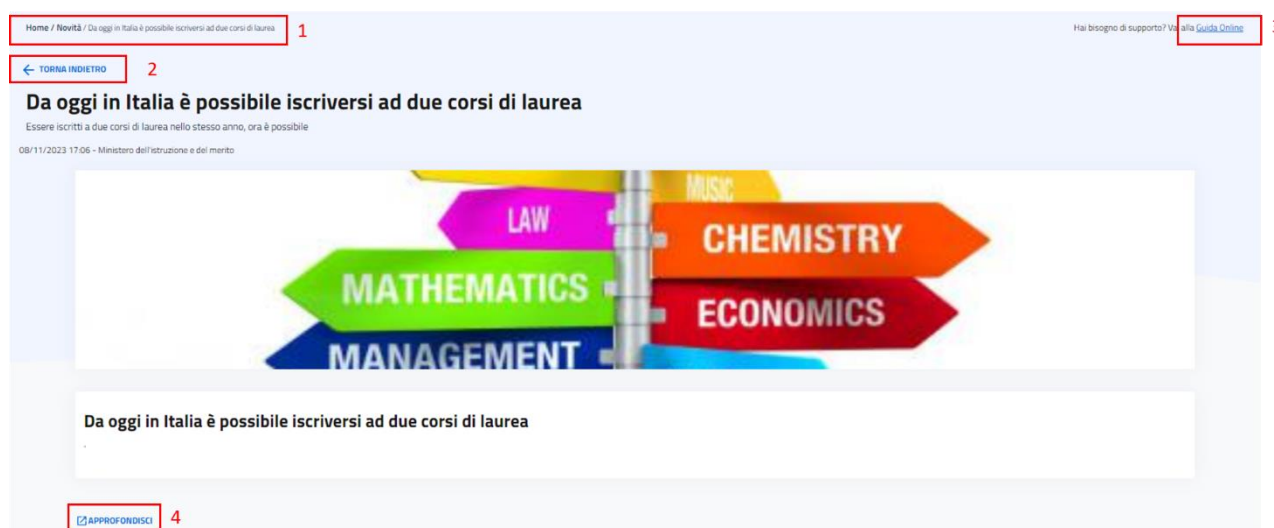 Home / Novità / Da oggi in Italia è possibile iscriversi ad due corsi di laurea
1
Hai bisogno di supporto? Vai alla Guida Online
TORNA INDIETRO
2
Da oggi in Italia è possibile iscriversi ad due corsi di laurea
Essere iscritti a due corsi di laurea nello stesso anno, ora è possibile
08/11/2023 17:06 - Ministero dell'istruzione e del merito
MUSIC
LAW
CHEMISTRY
MATHEMATICS
ECONOMICS
MANAGEMENT
Da oggi in Italia è possibile iscriversi ad due corsi di laurea
.
APPROFONDISCI
4